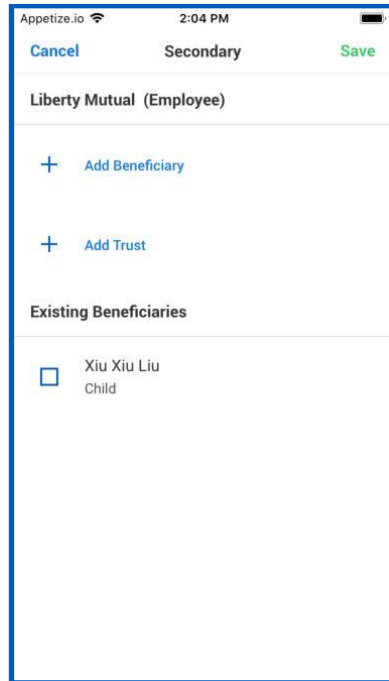 Appetize.io 2:04 PM
Cancel Secondary Save
Liberty Mutual (Employee)
Add Beneficiary
Add Trust
Existing Beneficiaries
Xiu Xiu Liu
Child